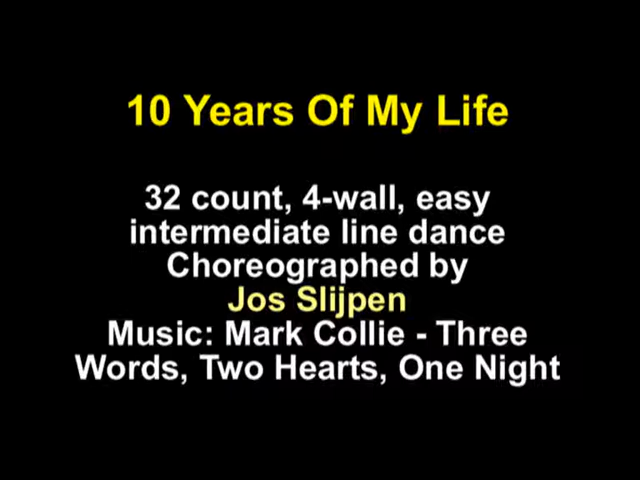 10 Years Of My Life
32 count, 4-wall, easy
intermediate line dance
Choreographed by
Jos Slijpen
Music: Mark Collie - Three
Words, Two Hearts, One Night